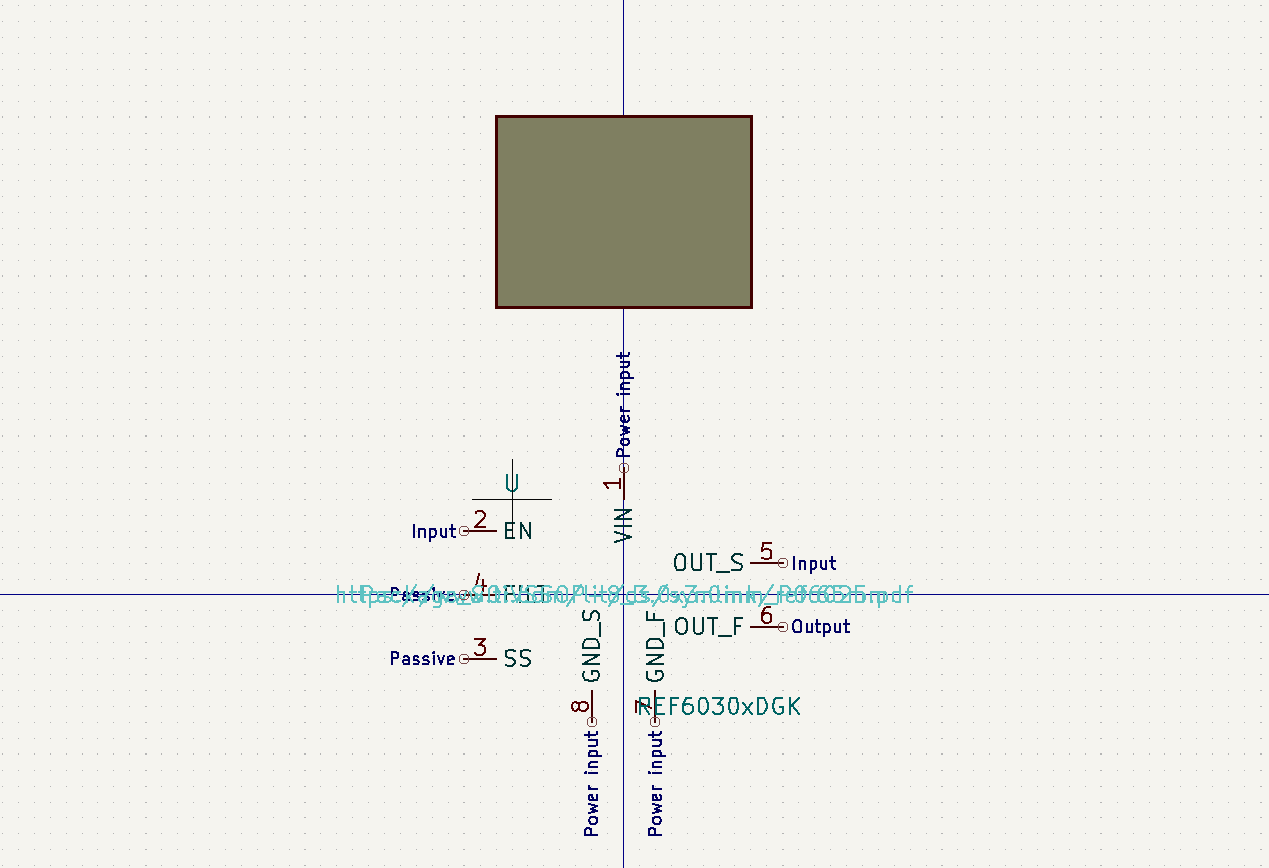 Power input
1
VIN
U
2
Input
EN
OUT_S
5
Input
4
Passive
OUT_F
6
Output
Passive
3
SS
GND_S
GND_F
8
7
REF6030xDGK
Power input
Power input